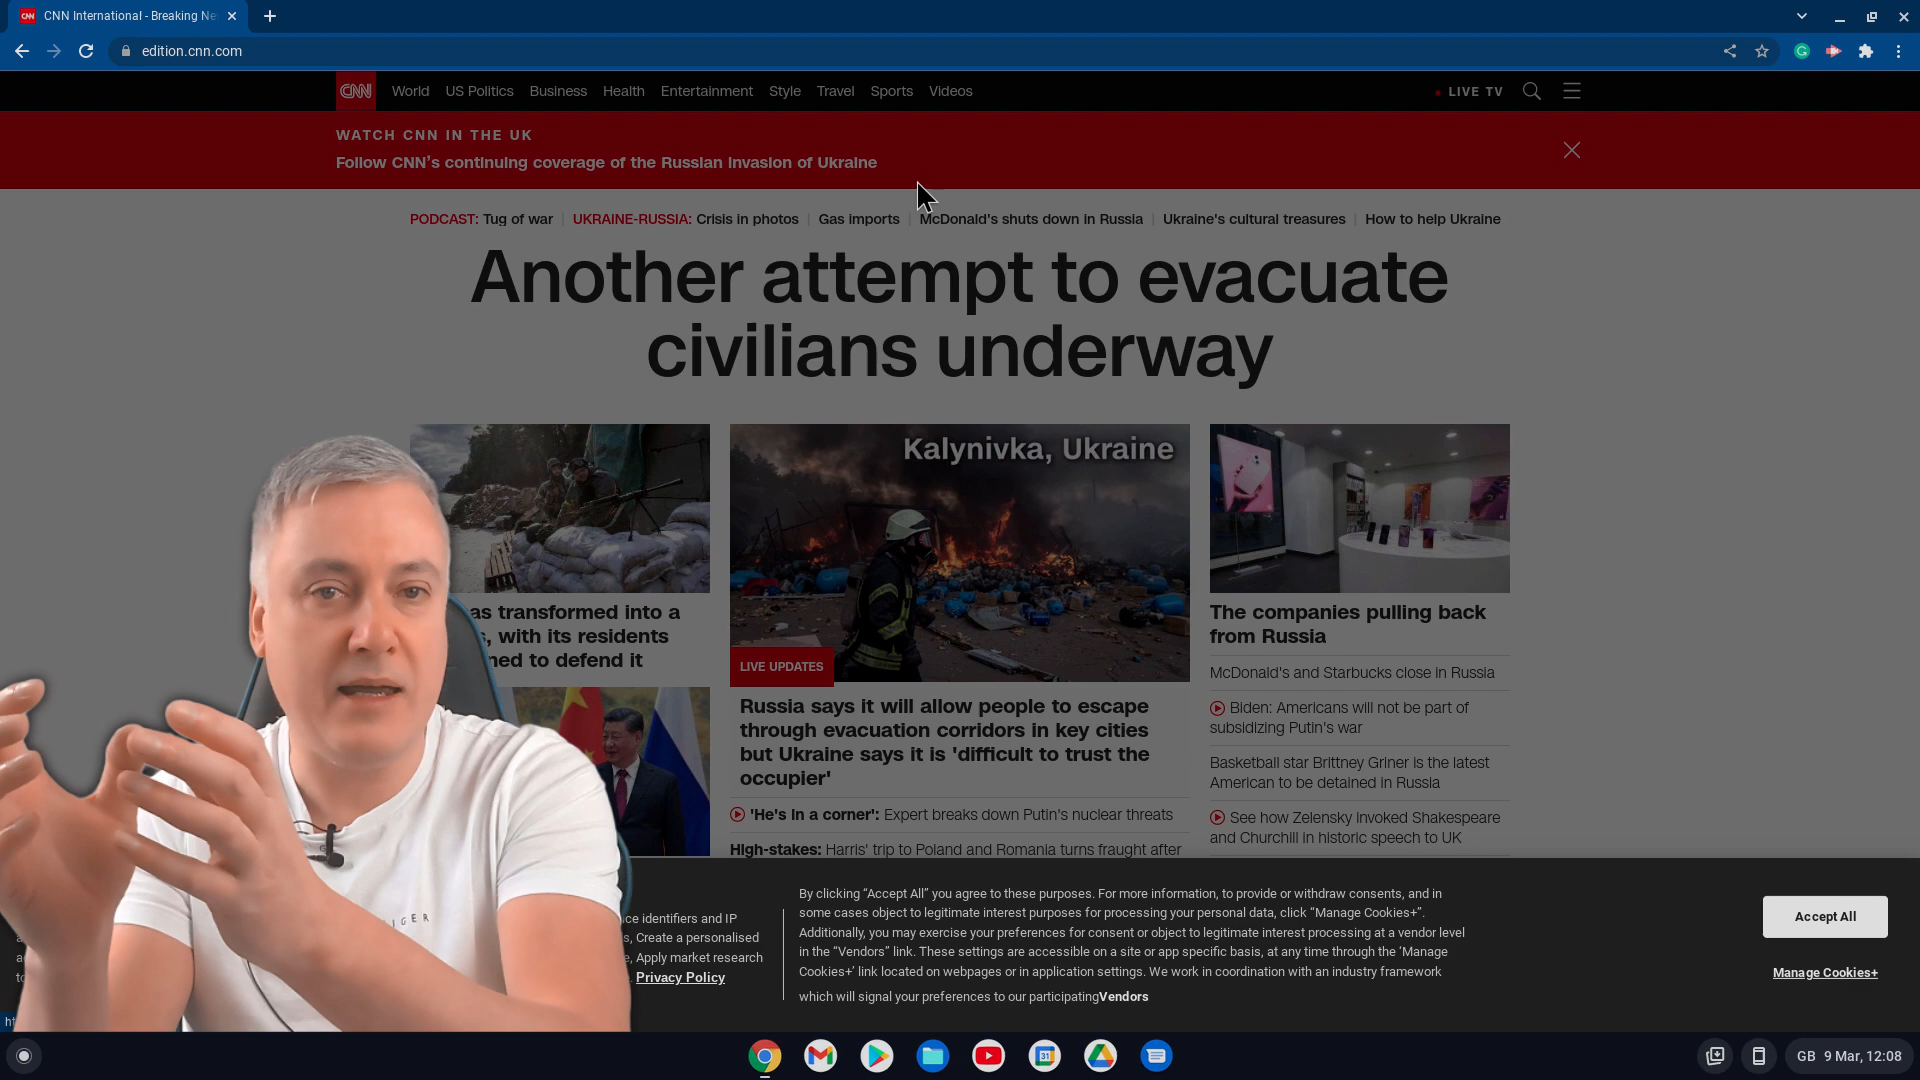 CNN International - Breaking Ne
edition.cnn.com
CNN World US Politics Business Health Entertainment Style Travel Sports Videos LIVE TV
WATCH CNN IN THE UK
Follow CNN's continuing coverage of the Russian invasion of Ukraine
PODCAST: Tug of war UKRAINE-RUSSIA: Crisis in photos Gas imports McDonald's shuts down in Russia Ukraine's cultural treasures How to help Ukraine
Another attempt to evacuate
civilians underway
Kalynivka, Ukraine
as transformed into a
, with its residents
ned to defend it
LIVE UPDATES
Russia says it will allow people to escape
through evacuation corridors in key cities
but Ukraine says it is 'difficult to trust the
occupier'
'He's in a corner': Expert breaks down Putin's nuclear threats
High-stakes: Harris' trip to Poland and Romania turns fraught after
The companies pulling back
from Russia
McDonald's and Starbucks close in Russia
Biden: Americans will not be part of
subsidizing Putin's war
Basketball star Brittney Griner is the latest
American to be detained in Russia
See how Zelensky invoked Shakespeare
and Churchill in historic speech to UK
ce identifiers and IP
s, Create a personalised
e, Apply market research
Privacy Policy
By clicking “Accept All” you agree to these purposes. For more information, to provide or withdraw consents, and in
some cases object to legitimate interest purposes for processing your personal data, click “Manage Cookies+”.
Additionally, you may exercise your preferences for consent or object to legitimate interest processing at a vendor level
in the “Vendors” link. These settings are accessible on a site or app specific basis, at any time through the ‘Manage
Cookies+’ link located on webpages or in application settings. We work in coordination with an industry framework
which will signal your preferences to our participatingVendors
Accept All
Manage Cookies+
31
GB 9 Mar, 12:08